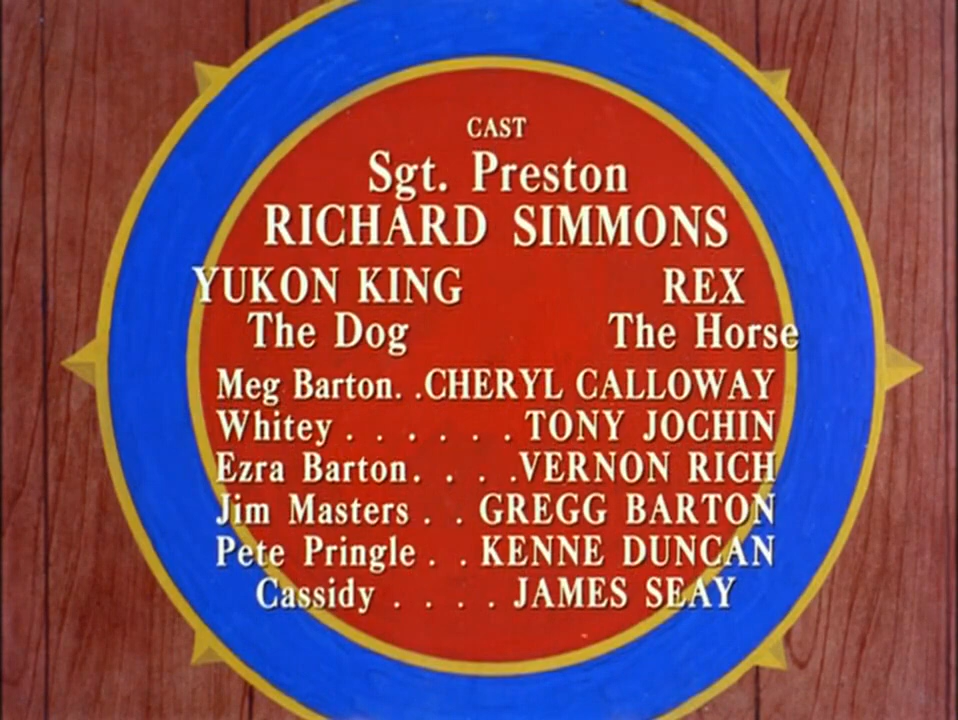 CAST
Sgt. Preston
RICHARD SIMMONS
YUKON KING REX
The Dog The Horse
Meg Barton. .CHERYL CALLOWAY
Whitey . . . . . . TONY JOCHIN
Ezra Barton. . . .VERNON RICH
Jim Masters . . GREGG BARTON
Pete Pringle . . KENNE DUNCAN
Cassidy . . . . JAMES SEAY